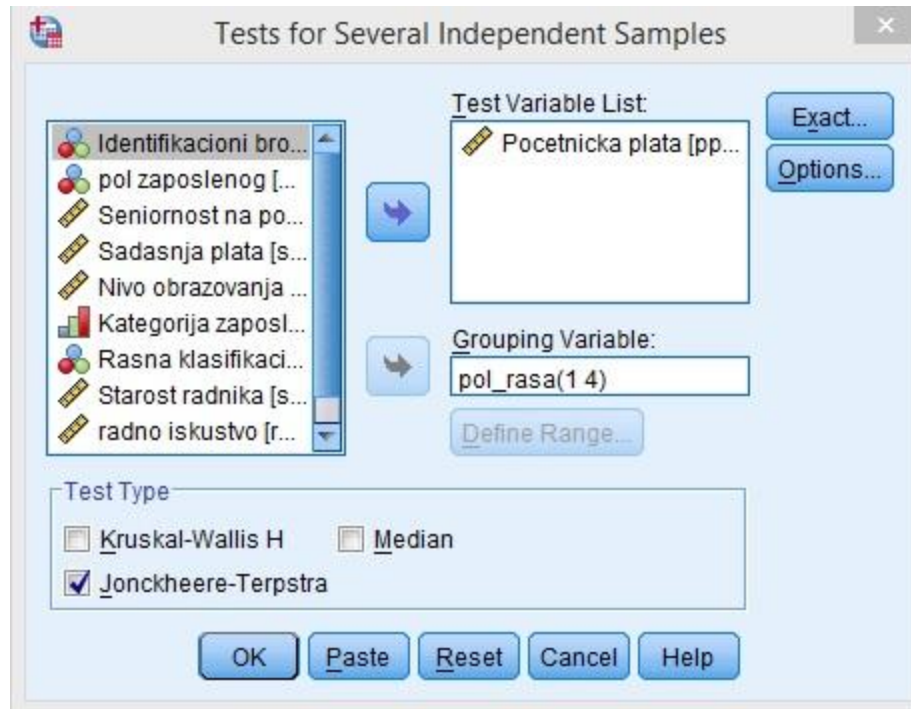 Tests for Several Independent Samples
Identifikacioni bro...
pol zaposlenog [...
Seniornost na po...
Sadasnja plata [s...
Nivo obrazovanja ...
Kategorija zaposl...
Rasna klasifikaci...
Starost radnika [s...
radno iskustvo [r...
Test Variable List:
Pocetnicka plata [pp...
Exact...
Options...
Grouping Variable:
pol_rasa(1 4)
Define Range...
Test Type
Kruskal-Wallis H
Median
Jonckheere-Terpstra
OK
Paste
Reset
Cancel
Help